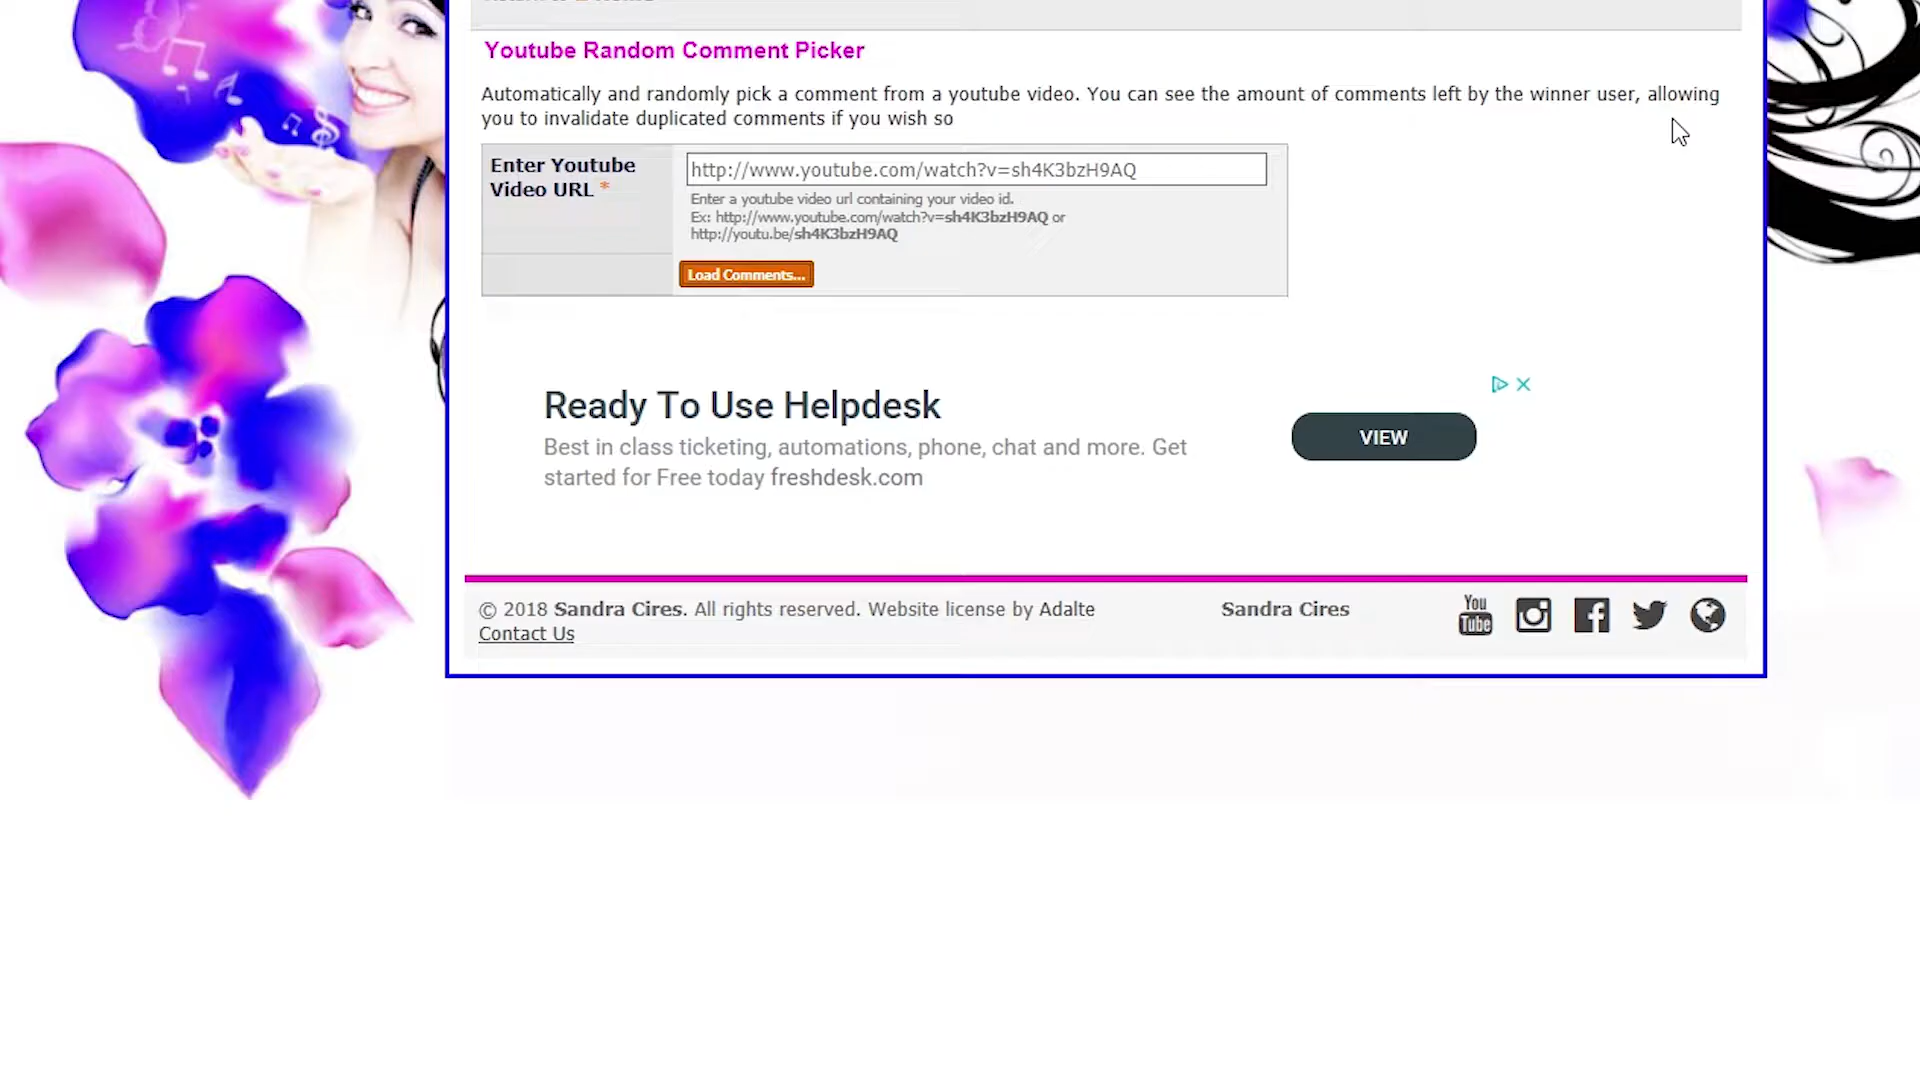 Youtube Random Comment Picker
Automatically and randomly pick a comment from a youtube video. You can see the amount of comments left by the winner user, allowing
you to invalidate duplicated comments if you wish so
Enter Youtube
Video URL *
http://www.youtube.com/watch?v=sh4K3bzH9AQ
Enter a youtube video url containing your video id.
Ex: http://www.youtube.com/watch?v=sh4K3bzH9AQ or
http://youtu.be/sh4K3bzH9AQ
Load Comments...
Ready To Use Helpdesk
Best in class ticketing, automations, phone, chat and more. Get
started for Free today freshdesk.com
VIEW
© 2018 Sandra Cires. All rights reserved. Website license by Adalte
Contact Us
Sandra Cires
You
Tube